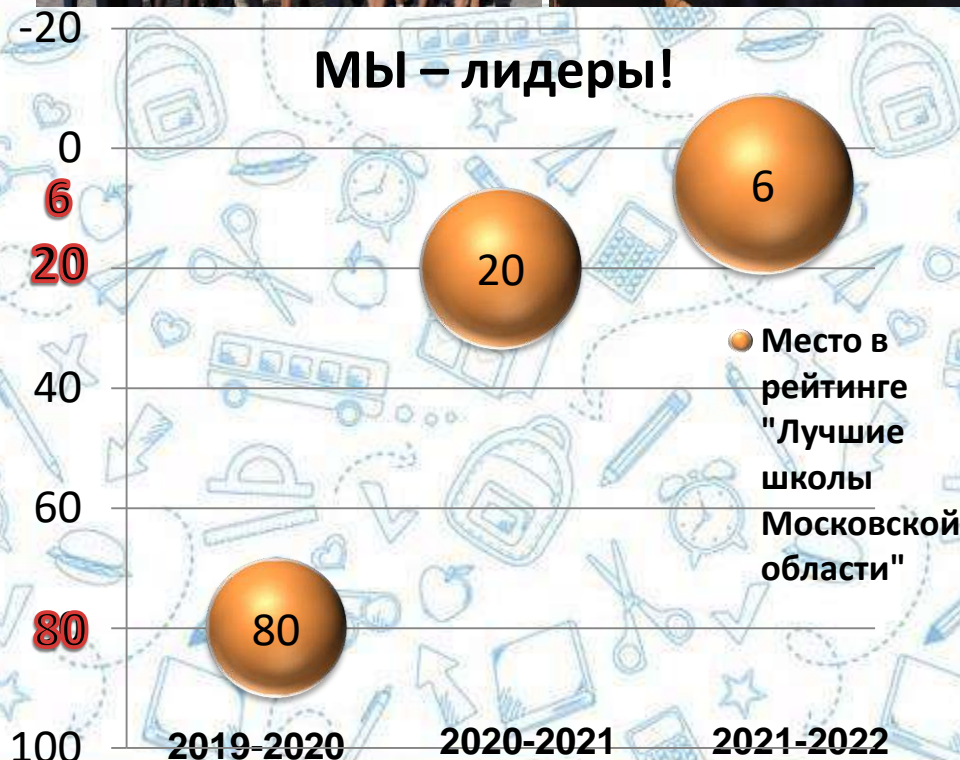 МЫ – лидеры!
-20
0
6
20
40
60
80
100
6
20
80
Место в
рейтинге
"Лучшие
школы
Московской
области"
2019-2020
2020-2021
2021-2022